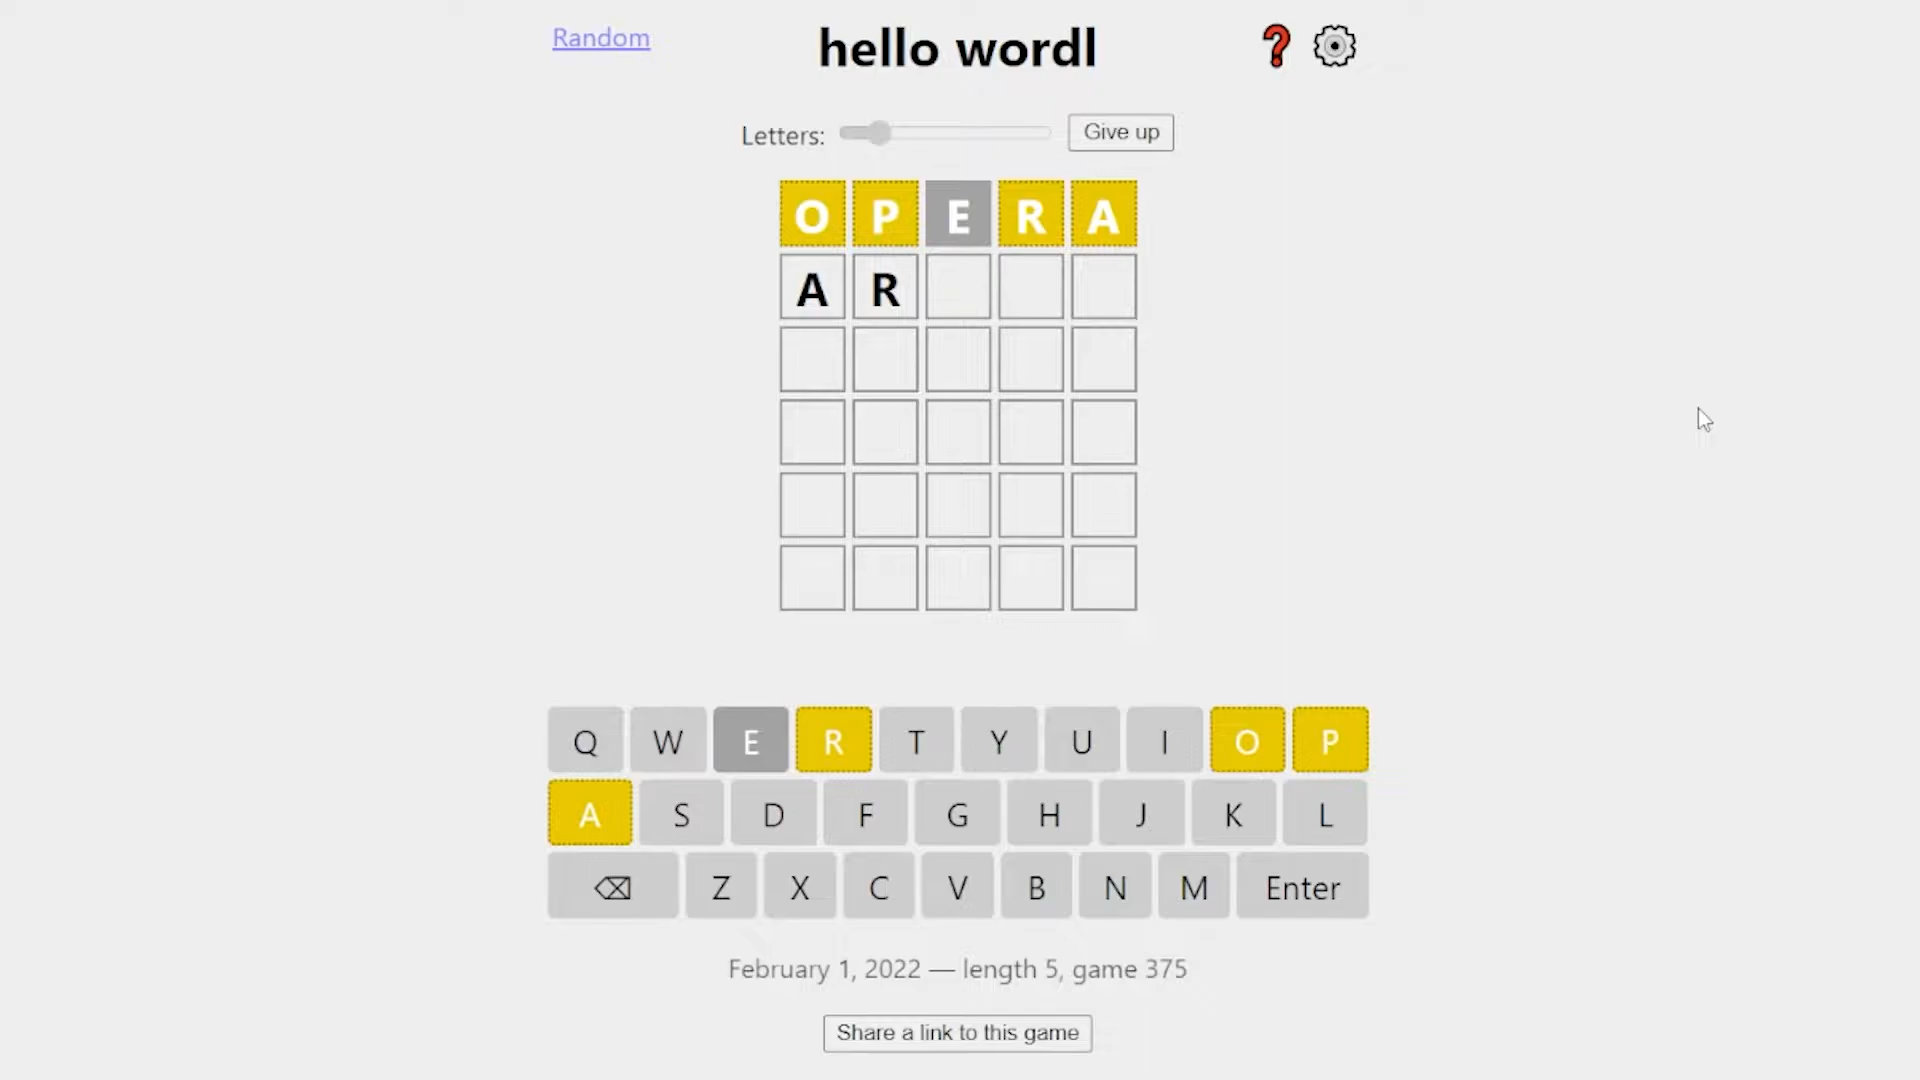 Random
hello wordl
Letters:
Give up
O P E R A
A R
Q W E R T Y U I O P
A S D F G H J K L
⌫ Z X C V B N M Enter
February 1, 2022 — length 5, game 375
Share a link to this game